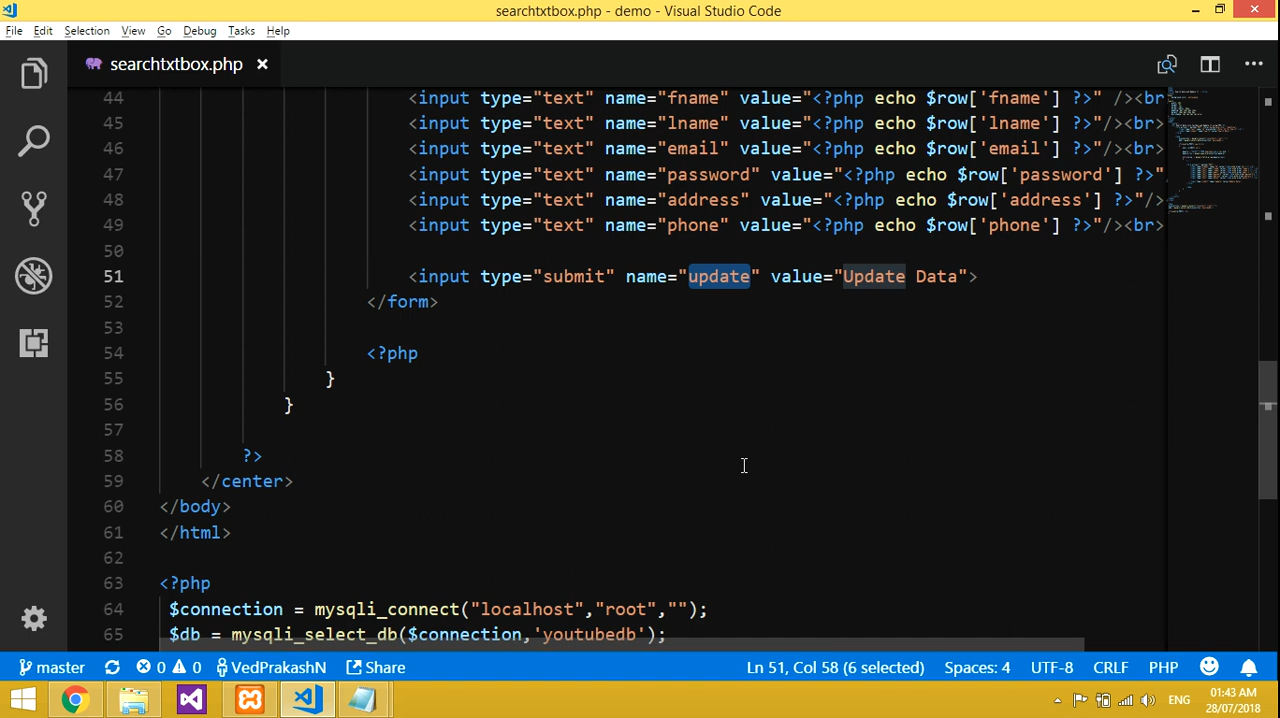 searchtxtbox.php - demo - Visual Studio Code
File Edit Selection View Go Debug Tasks Help
searchtxtbox.php
44 <input type="text" name="fname" value="<?php echo $row['fname'] ?>" /><br>
45 <input type="text" name="lname" value="<?php echo $row['lname'] ?>"/><br>
46 <input type="text" name="email" value="<?php echo $row['email'] ?>"/><br>
47 <input type="text" name="password" value="<?php echo $row['password'] ?>"
48 <input type="text" name="address" value="<?php echo $row['address'] ?>"/>
49 <input type="text" name="phone" value="<?php echo $row['phone'] ?>"/><br>
50
51 <input type="submit" name="update" value="Update Data">
52 </form>
53
54 <?php
55 }
56 }
57
58 ?>
59 </center>
60 </body>
61 </html>
62
63 <?php
64 $connection = mysqli_connect("localhost","root","");
65 $db = mysqli_select_db($connection,'youtubedb');
master 0 0 VedPrakashN Share Ln 51, Col 58 (6 selected) Spaces: 4 UTF-8 CRLF PHP
ENG 01:43 AM
28/07/2018